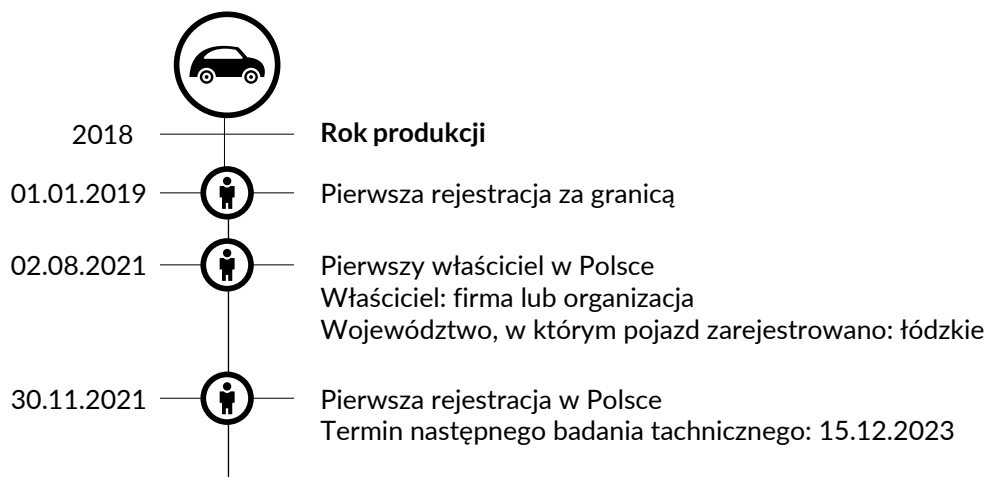 2018 Rok produkcji
01.01.2019 Pierwsza rejestracja za granicą
02.08.2021 Pierwszy właściciel w Polsce
Właściciel: firma lub organizacja
Województwo, w którym pojazd zarejestrowano: łódzkie
30.11.2021 Pierwsza rejestracja w Polsce
Termin następnego badania tachnicznego: 15.12.2023